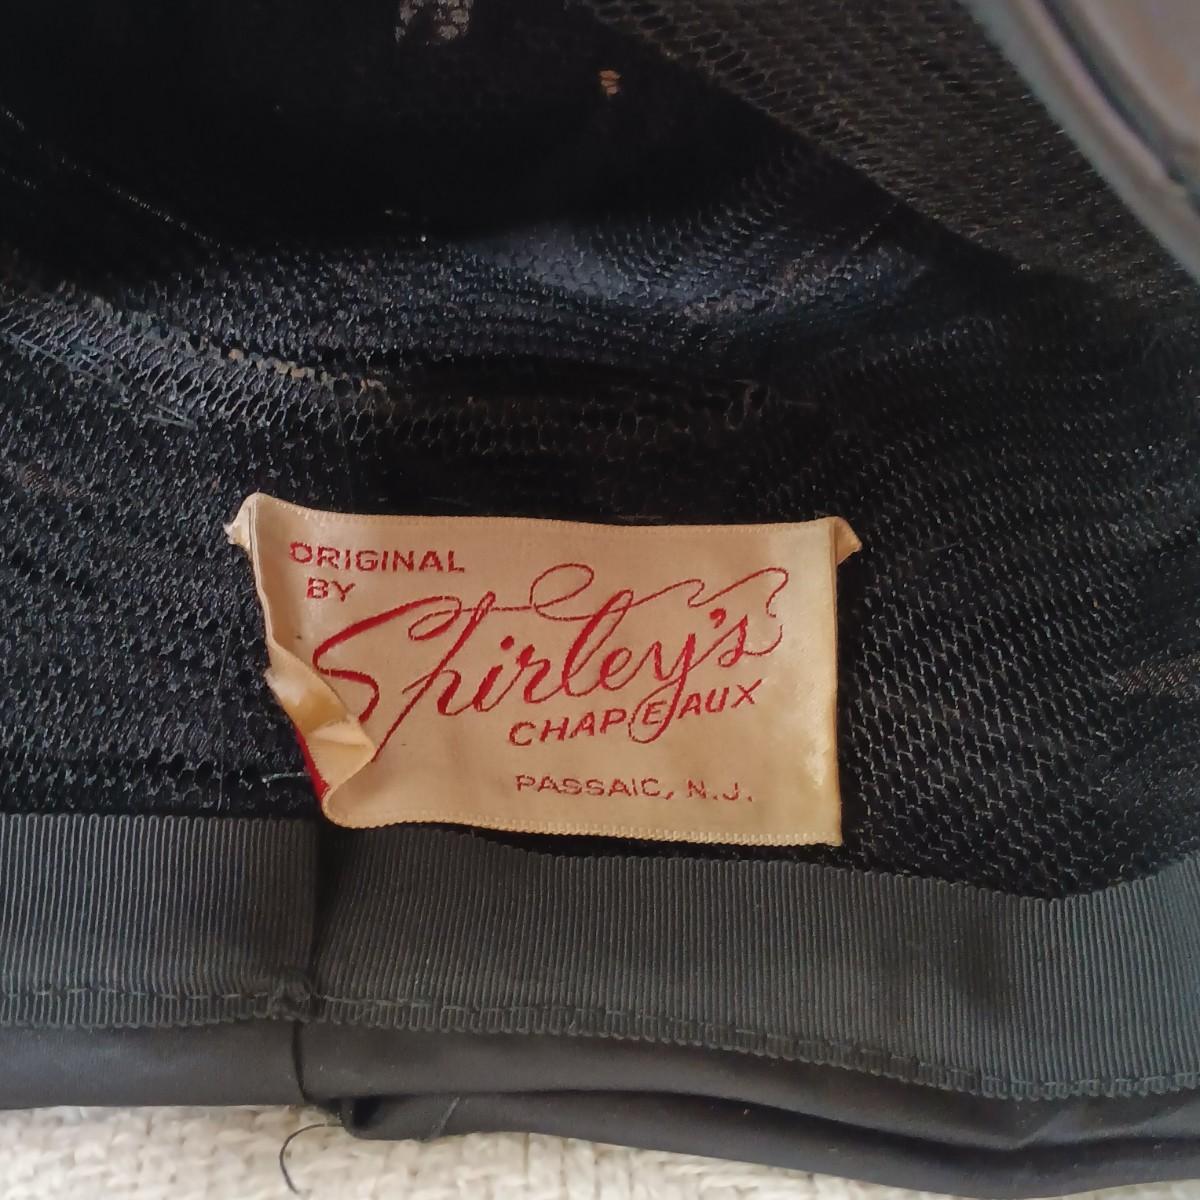 ORIGINAL
BY
Shirley's
CHAPEAUX
PASSAIC, N.J.